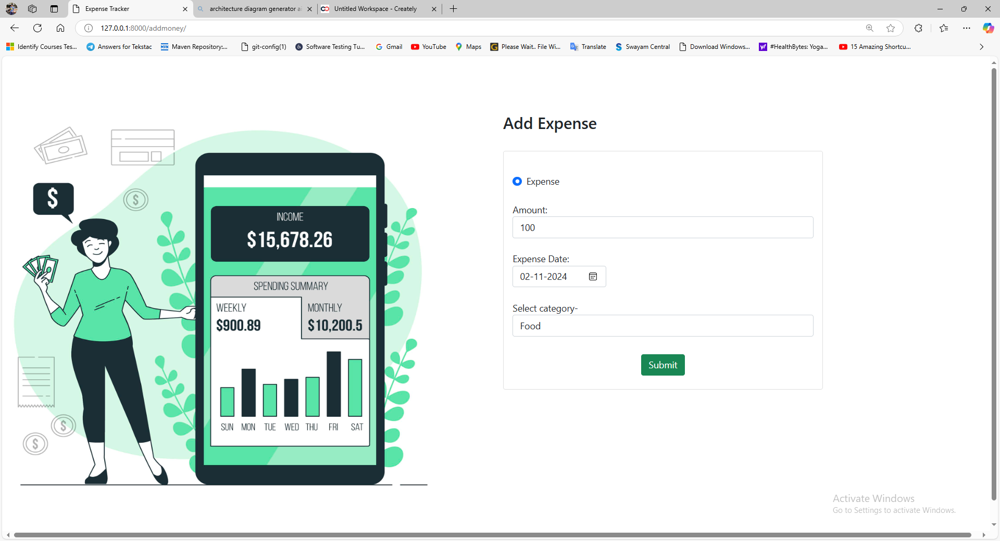 Expense Tracker
architecture diagram generator ai
Untitled Workspace - Creately
127.0.0.1:8000/addmoney/
Identify Courses Tes...
Answers for Tekstac
MVN
Maven Repository:...
git-config(1)
Software Testing Tu...
Gmail
YouTube
Maps
Please Wait.. File Wi...
Translate
Swayam Central
Download Windows...
#HealthBytes: Yoga...
15 Amazing Shortcu...
Add Expense
Expense
Amount:
100
Expense Date:
02-11-2024
Select category-
Food
Submit
$
$
INCOME
$15,678.26
SPENDING SUMMARY
WEEKLY
MONTHLY
$900.89
$10,200.5
SUN MON TUE WED THU FRI SAT
$
$
Activate Windows
Go to Settings to activate Windows.